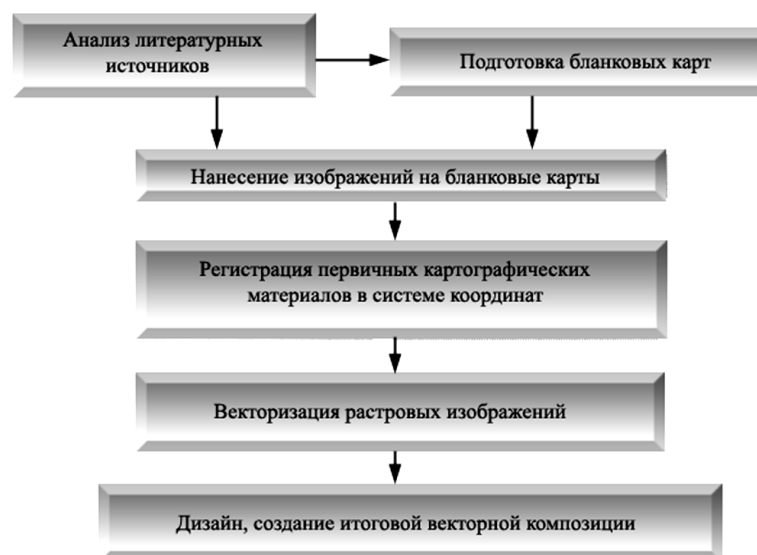 Анализ литературных
источников
Подготовка бланковых карт
Нанесение изображений на бланковые карты
Регистрация первичных картографических
материалов в системе координат
Векторизация растровых изображений
Дизайн, создание итоговой векторной композиции